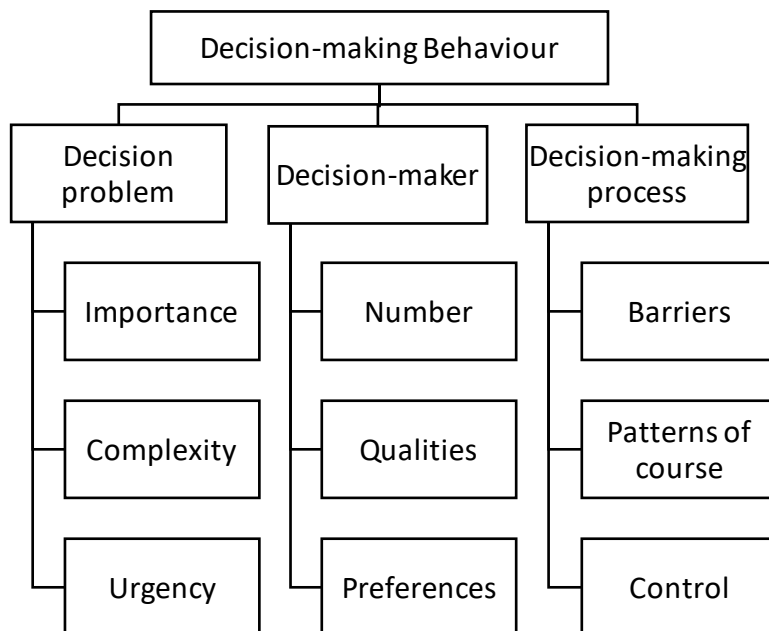 Decision-making Behaviour
Decision
problem
Decision-maker
Decision-making
process
Importance
Number
Barriers
Complexity
Qualities
Patterns of
course
Urgency
Preferences
Control